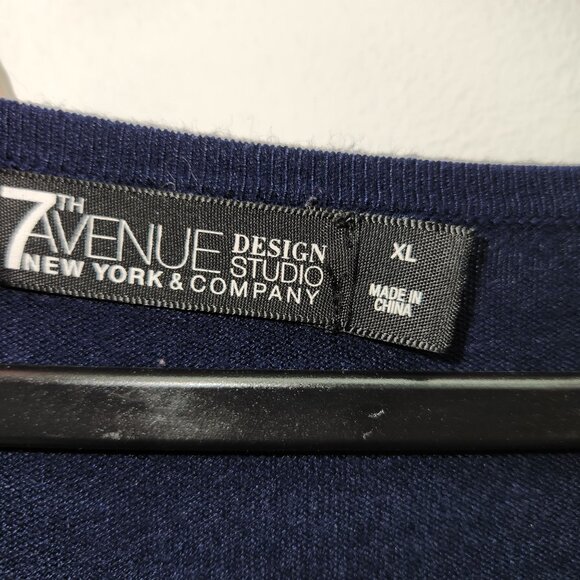 7TH
AVENUE
DESIGN
STUDIO
NEW YORK & COMPANY
XL
MADE IN
CHINA